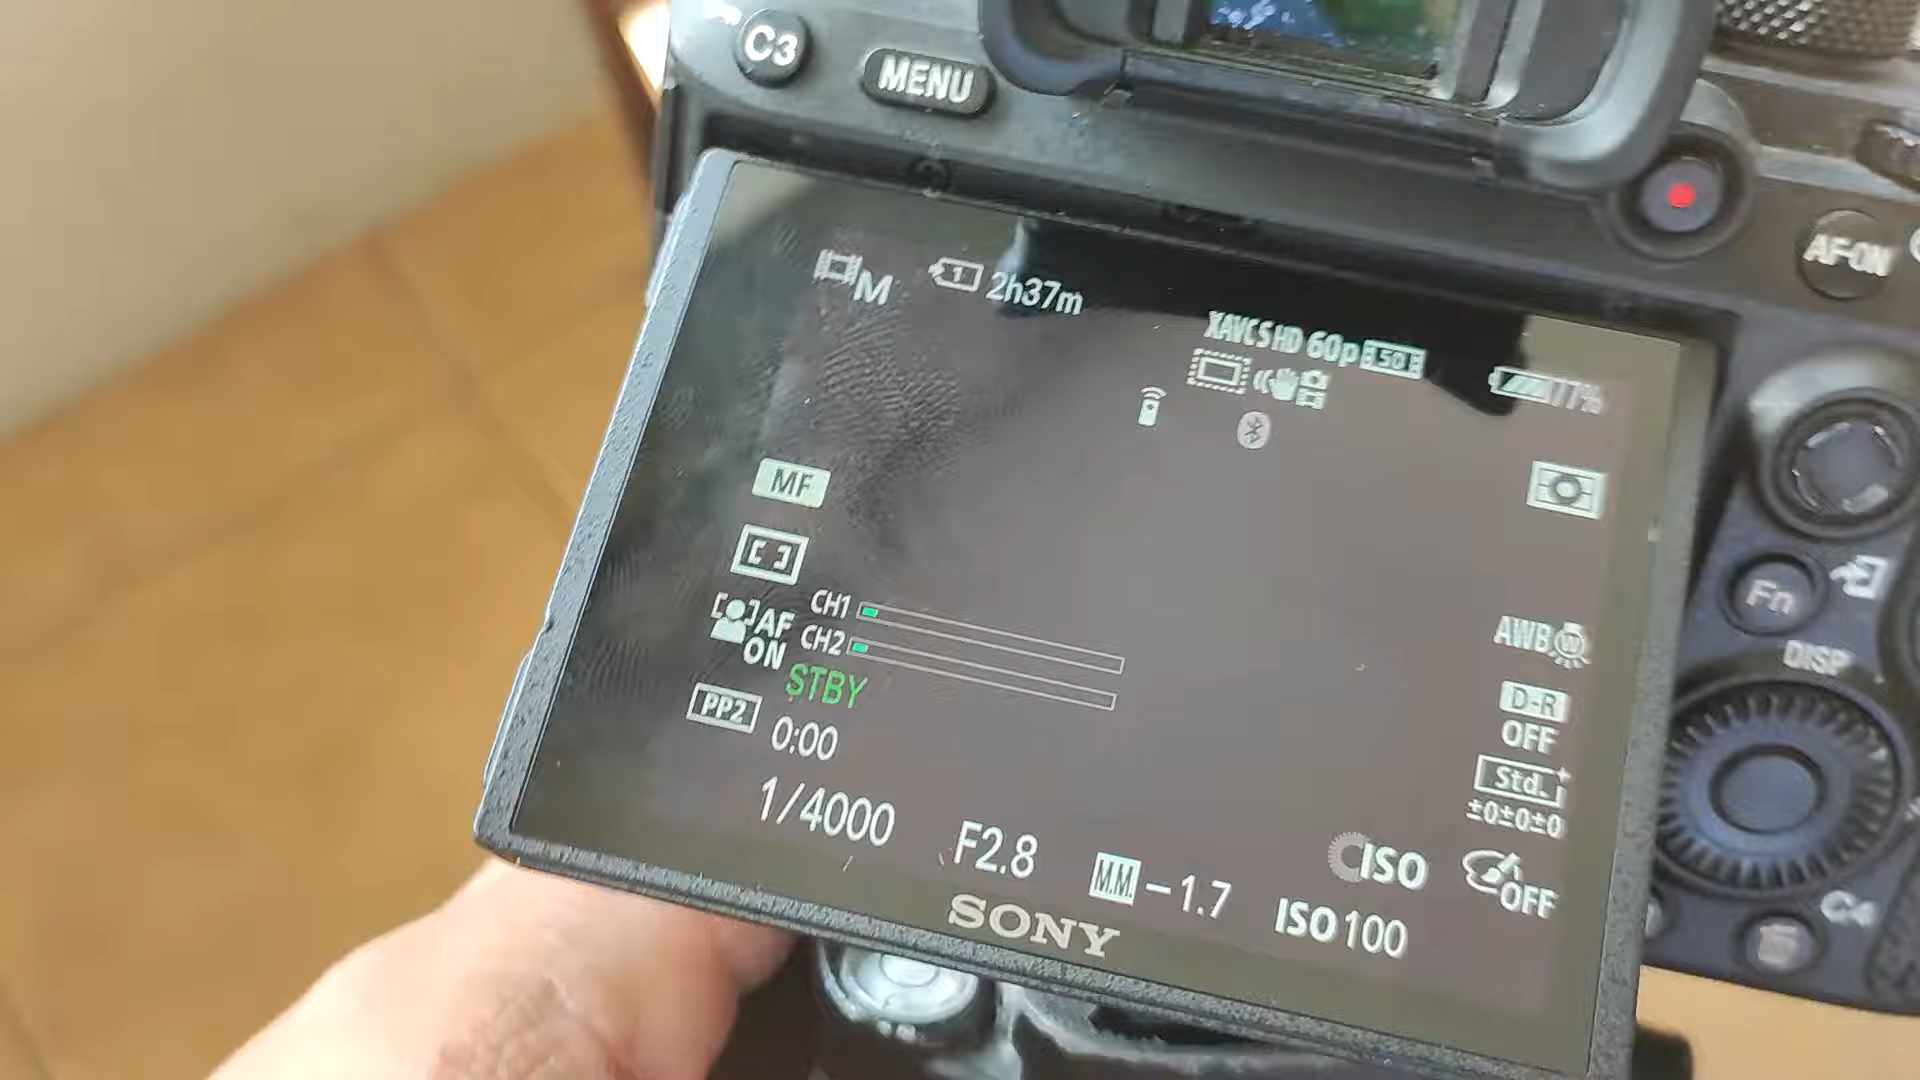 C3
MENU
AF-ON
M
1 2h37m
XAVC S HD 60p 50
77%
MF
AF
ON
CH1
CH2
STBY
PP2
0:00
1/4000
F2.8
M.M. -1.7
ISO
ISO 100
AWB W
D-R
OFF
Std.
±0±0±0
OFF
SONY
Fn
DISP
C4